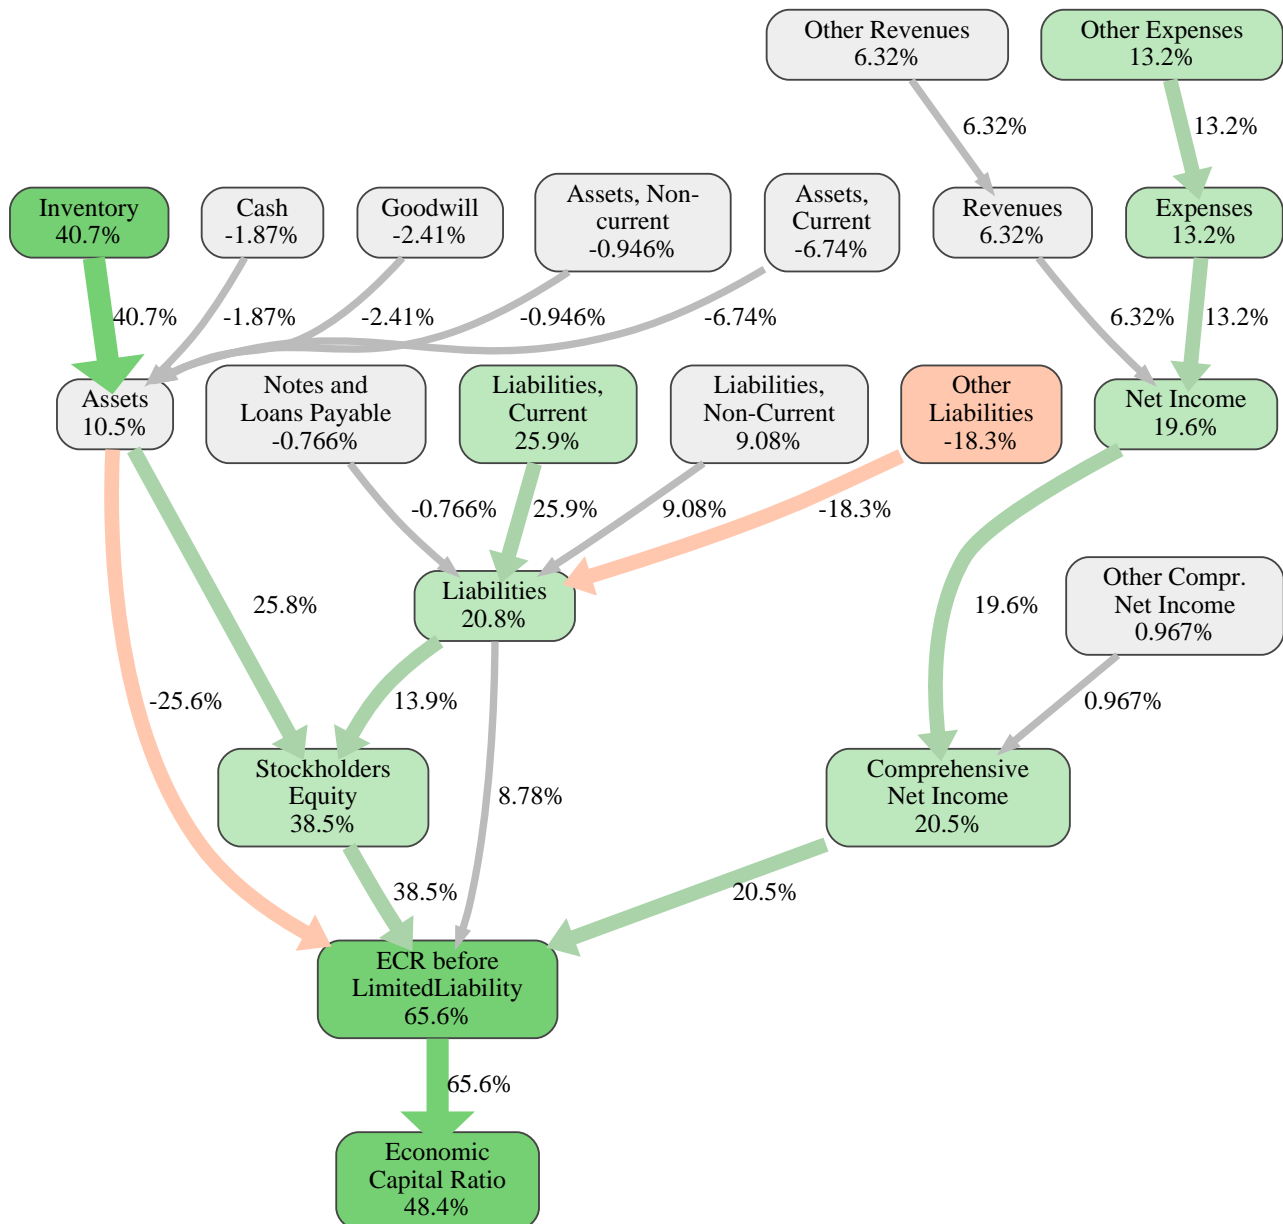 Other Revenues
6.32%
Other Expenses
13.2%
6.32%
13.2%
Inventory
40.7%
Cash
-1.87%
Goodwill
-2.41%
Assets, Non-
current
-0.946%
Assets,
Current
-6.74%
Revenues
6.32%
Expenses
13.2%
40.7%
-1.87%
-2.41%
-0.946%
-6.74%
6.32%
13.2%
Assets
10.5%
Notes and
Loans Payable
-0.766%
Liabilities,
Current
25.9%
Liabilities,
Non-Current
9.08%
Other
Liabilities
-18.3%
Net Income
19.6%
-0.766%
25.9%
9.08%
-18.3%
Liabilities
20.8%
25.8%
19.6%
Other Compr.
Net Income
0.967%
-25.6%
13.9%
0.967%
Stockholders
Equity
38.5%
8.78%
Comprehensive
Net Income
20.5%
38.5%
20.5%
ECR before
LimitedLiability
65.6%
65.6%
Economic
Capital Ratio
48.4%